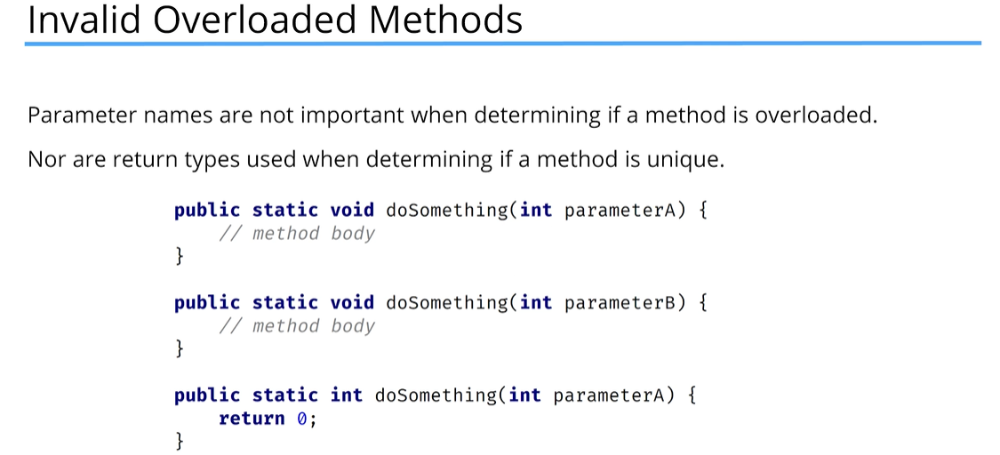 Invalid Overloaded Methods
Parameter names are not important when determining if a method is overloaded.
Nor are return types used when determining if a method is unique.
public static void doSomething(int parameterA) {
    // method body
}
public static void doSomething(int parameterB) {
    // method body
}
public static int doSomething(int parameterA) {
    return 0;
}